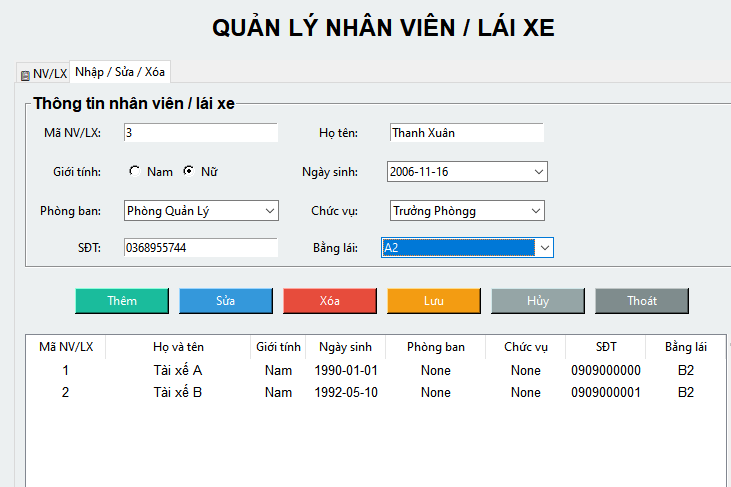 QUẢN LÝ NHÂN VIÊN / LÁI XE
NV/LX Nhập / Sửa / Xóa
Thông tin nhân viên / lái xe
Mã NV/LX: 3 Họ tên: Thanh Xuân
Giới tính: Nam Nữ Ngày sinh: 2006-11-16
Phòng ban: Phòng Quản Lý Chức vụ: Trưởng Phòngg
SĐT: 0368955744 Bằng lái: A2
Thêm Sửa Xóa Lưu Hủy Thoát
Mã NV/LX Họ và tên Giới tính Ngày sinh Phòng ban Chức vụ SĐT Bằng lái
1 Tài xế A Nam 1990-01-01 None None 0909000000 B2
2 Tài xế B Nam 1992-05-10 None None 0909000001 B2